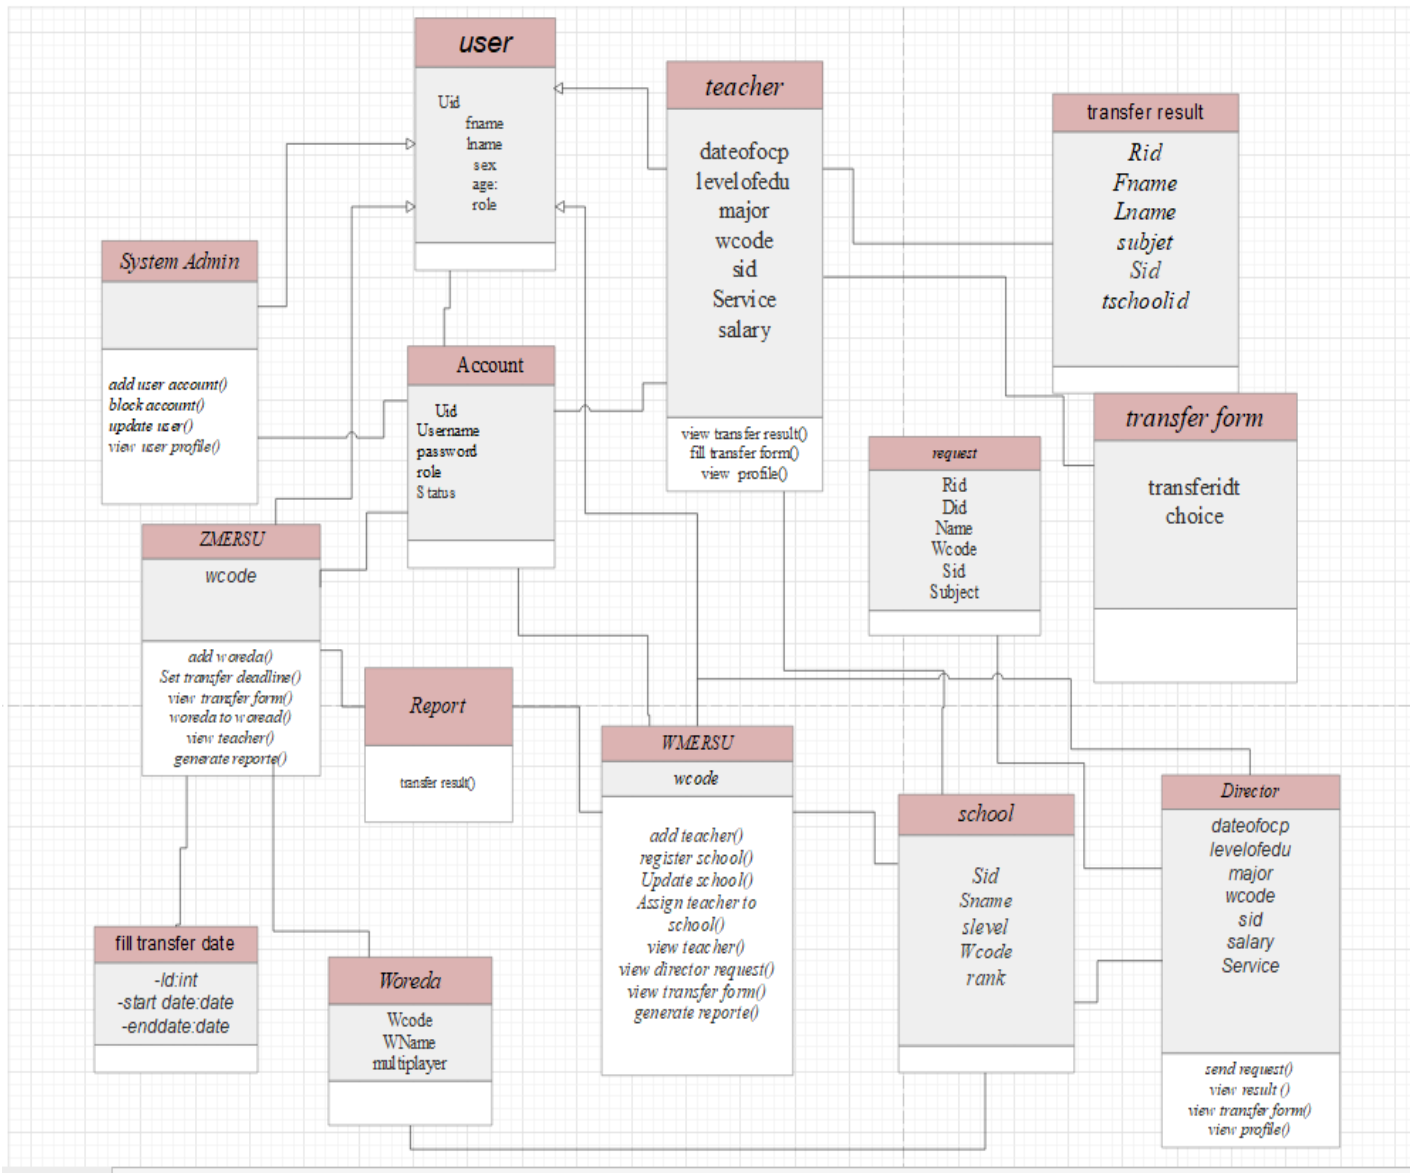 user
Uid
fname
lname
sex
age:
role
teacher
dateofocp
levelofedu
major
wcode
sid
Service
salary
view transfer result()
fill transfer form()
view profile()
transfer result
Rid
Fname
Lname
subjet
Sid
tschoolid
System Admin
add user account()
block account()
update user()
view user profile()
Account
Uid
Username
password
role
Status
transfer form
transferidt
choice
request
Rid
Did
Name
Wcode
Sid
Subject
ZMERSU
wcode
add woreda()
Set transfer deadline()
view transfer form()
woreda to woread()
view teacher()
generate reporte()
Report
transfer result()
WMERSU
wcode
add teacher()
register school()
Update school()
Assign teacher to
school()
view teacher()
view director request()
view transfer form()
generate reporte()
school
Sid
Sname
slevel
Wcode
rank
Director
dateofocp
levelofedu
major
wcode
sid
salary
Service
send request()
view result ()
view transfer form()
view profile()
fill transfer date
-Id:int
-start date:date
-enddate:date
Woreda
Wcode
WName
multiplayer